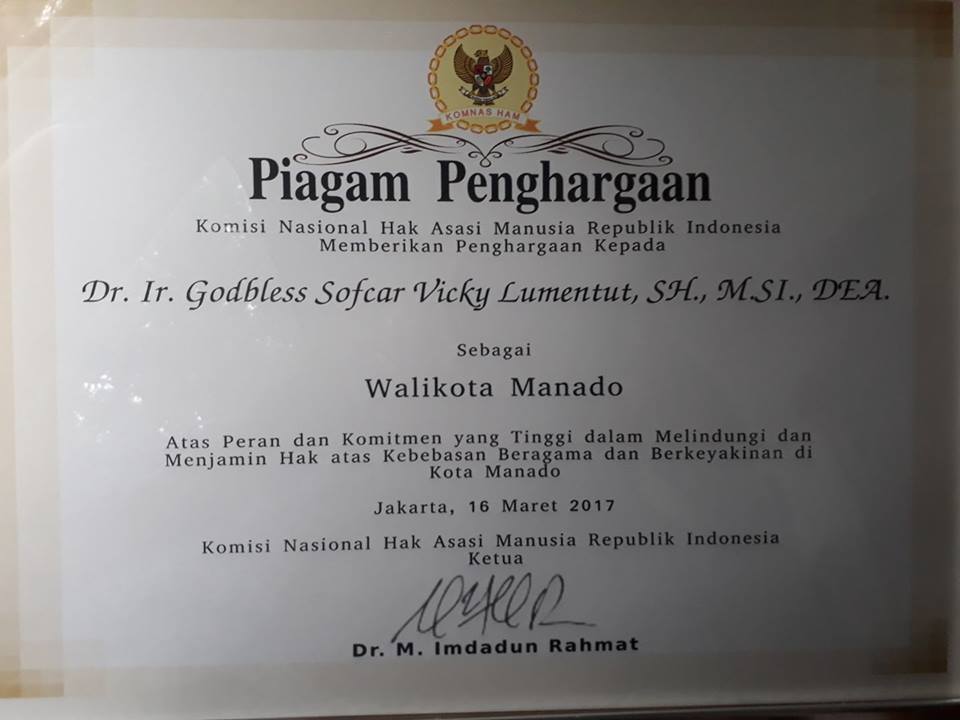 KOMNAS HAM
Piagam Penghargaan
Komisi Nasional Hak Asasi Manusia Republik Indonesia
Memberikan Penghargaan Kepada
Dr. Ir. Godbless Sofcar Vicky Lumentut, SH., M.SI., DEA.
Sebagai
Walikota Manado
Atas Peran dan Komitmen yang Tinggi dalam Melindungi dan
Menjamin Hak atas Kebebasan Beragama dan Berkeyakinan di
Kota Manado
Jakarta, 16 Maret 2017
Komisi Nasional Hak Asasi Manusia Republik Indonesia
Ketua
Dr. M. Imdadun Rahmat